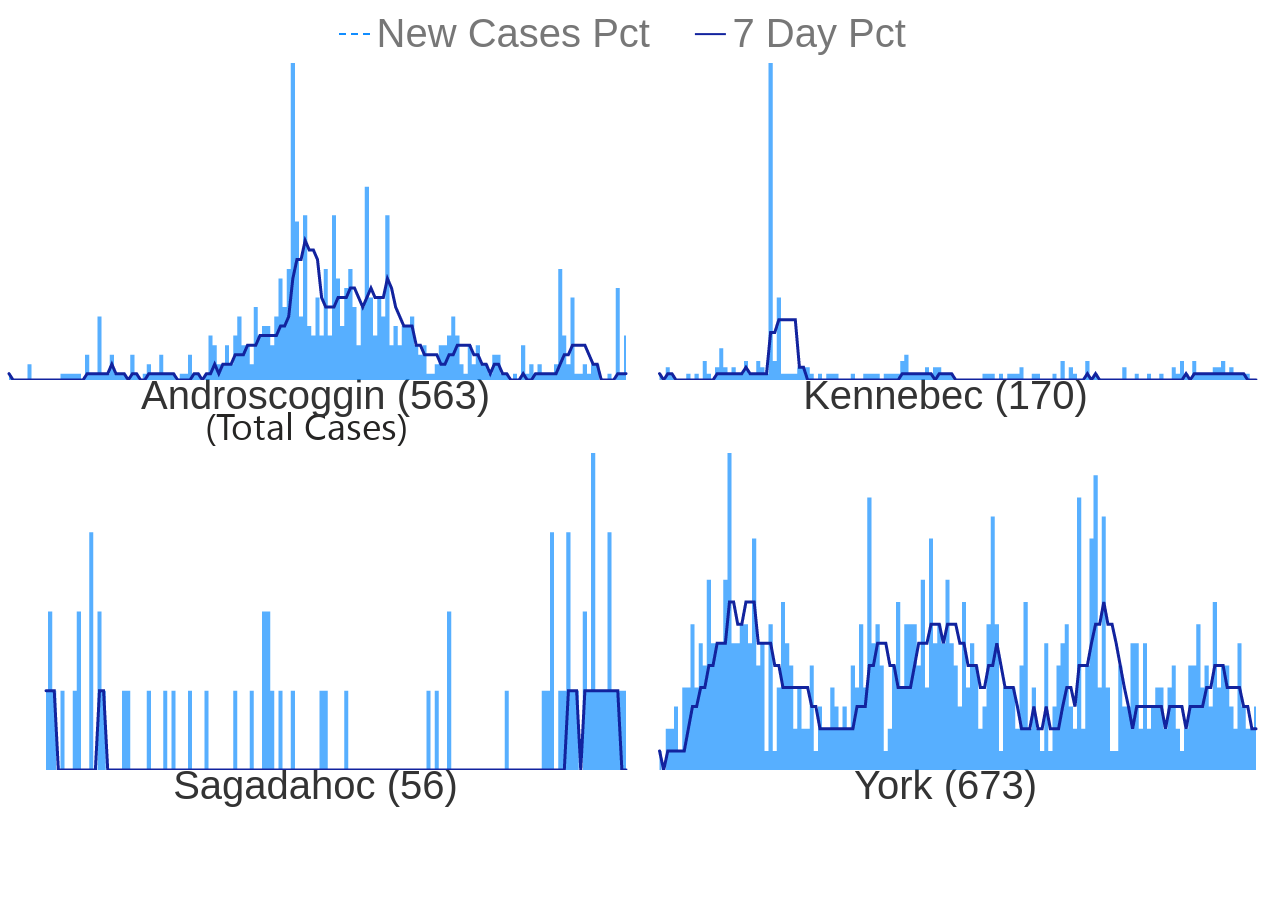 New Cases Pct 7 Day Pct
Androscoggin (563) Kennebec (170)
(Total Cases)
Sagadahoc (56) York (673)